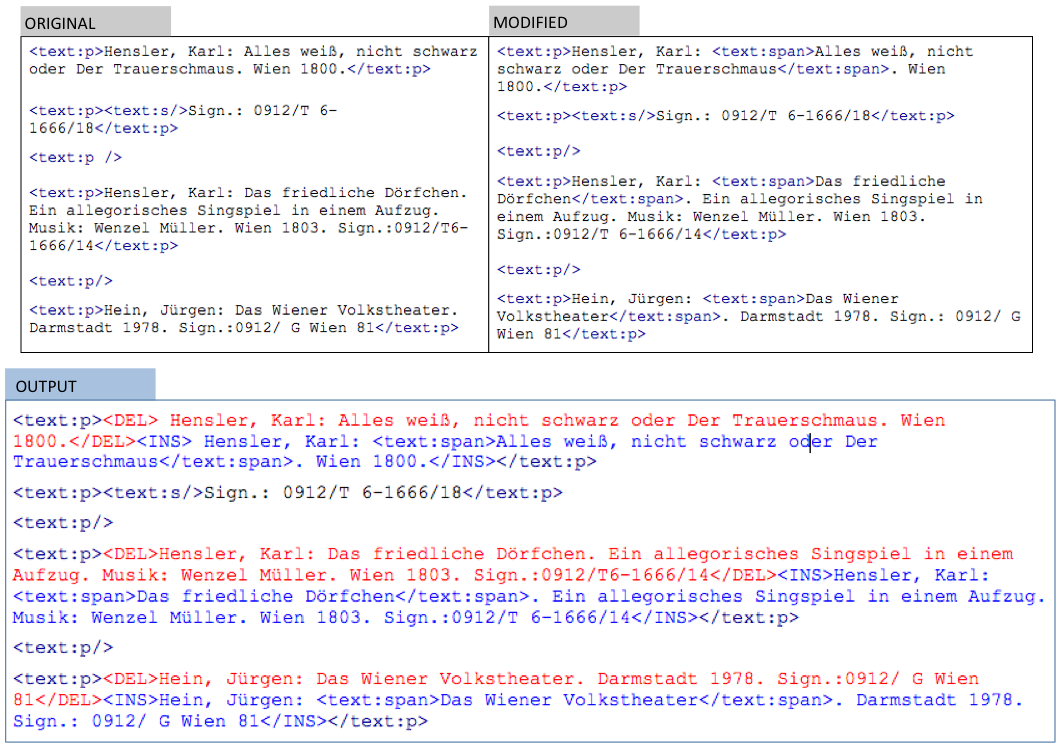 ORIGINAL
<text:p>Hensler, Karl: Alles weiß, nicht schwarz
oder Der Trauerschmaus. Wien 1800.</text:p>
<text:p><text:s/>Sign.: 0912/T 6-
1666/18</text:p>
<text:p />
<text:p>Hensler, Karl: Das friedliche Dörfchen.
Ein allegorisches Singspiel in einem Aufzug.
Musik: Wenzel Müller. Wien 1803. Sign.:0912/T6-
1666/14</text:p>
<text:p/>
<text:p>Hein, Jürgen: Das Wiener Volkstheater.
Darmstadt 1978. Sign.:0912/ G Wien 81</text:p>
MODIFIED
<text:p>Hensler, Karl: <text:span>Alles weiß, nicht
schwarz oder Der Trauerschmaus</text:span>. Wien
1800.</text:p>
<text:p><text:s/>Sign.: 0912/T 6-1666/18</text:p>
<text:p/>
<text:p>Hensler, Karl: <text:span>Das friedliche
Dörfchen</text:span>. Ein allegorisches Singspiel in
einem Aufzug. Musik: Wenzel Müller. Wien 1803.
Sign.:0912/T 6-1666/14</text:p>
<text:p/>
<text:p>Hein, Jürgen: <text:span>Das Wiener
Volkstheater</text:span>. Darmstadt 1978. Sign.: 0912/ G
Wien 81</text:p>
OUTPUT
<text:p><DEL> Hensler, Karl: Alles weiß, nicht schwarz oder Der Trauerschmaus. Wien
1800.</DEL><INS> Hensler, Karl: <text:span>Alles weiß, nicht schwarz oder Der
Trauerschmaus</text:span>. Wien 1800.</INS></text:p>
<text:p><text:s/>Sign.: 0912/T 6-1666/18</text:p>
<text:p/>
<text:p><DEL>Hensler, Karl: Das friedliche Dörfchen. Ein allegorisches Singspiel in einem
Aufzug. Musik: Wenzel Müller. Wien 1803. Sign.:0912/T6-1666/14</DEL><INS>Hensler, Karl:
<text:span>Das friedliche Dörfchen</text:span>. Ein allegorisches Singspiel in einem Aufzug.
Musik: Wenzel Müller. Wien 1803. Sign.:0912/T 6-1666/14</INS></text:p>
<text:p/>
<text:p><DEL>Hein, Jürgen: Das Wiener Volkstheater. Darmstadt 1978. Sign.:0912/ G Wien
81</DEL><INS>Hein, Jürgen: <text:span>Das Wiener Volkstheater</text:span>. Darmstadt 1978.
Sign.: 0912/ G Wien 81</INS></text:p>